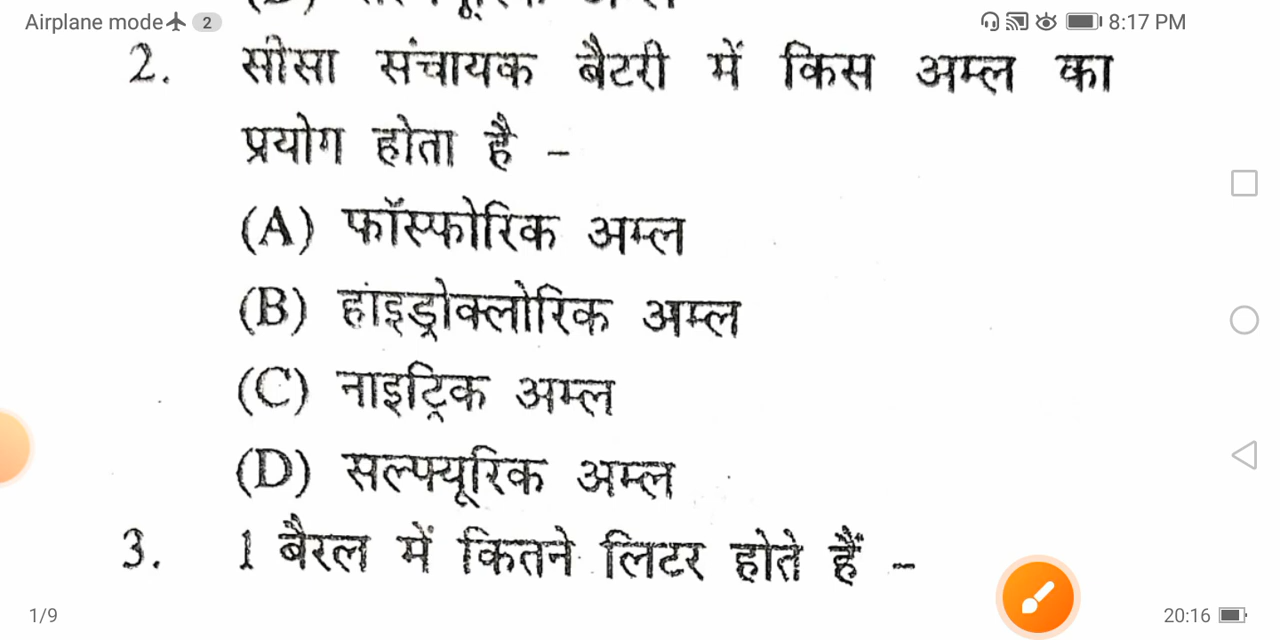 Airplane mode 2 8:17 PM
2. सीसा संचायक बैटरी में किस अम्ल का
प्रयोग होता है -
(A) फॉस्फोरिक अम्ल
(B) हांइड्रोक्लोरिक अम्ल
(C) नाइट्रिक अम्ल
(D) सल्फ्यूरिक अम्ल
3. 1 बैरल में कितने लिटर होते हैं -
1/9 20:16